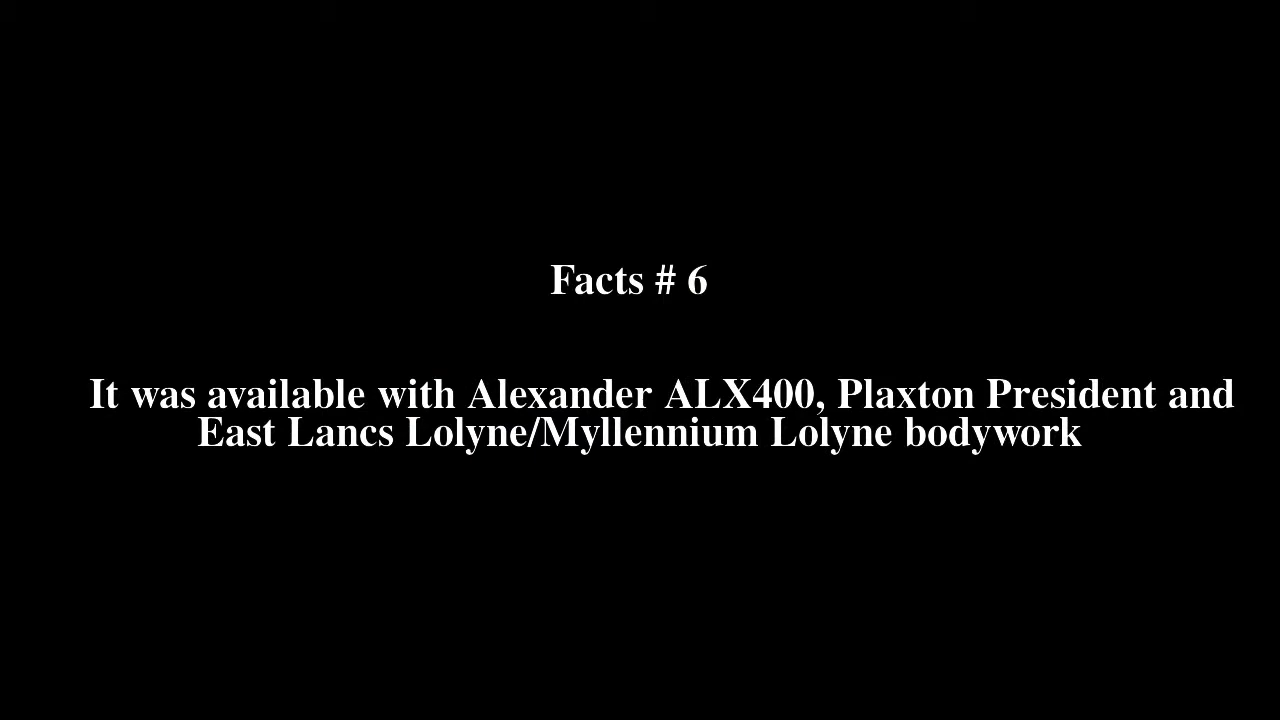 Facts # 6
It was available with Alexander ALX400, Plaxton President and
East Lancs Lolyne/Myllennium Lolyne bodywork